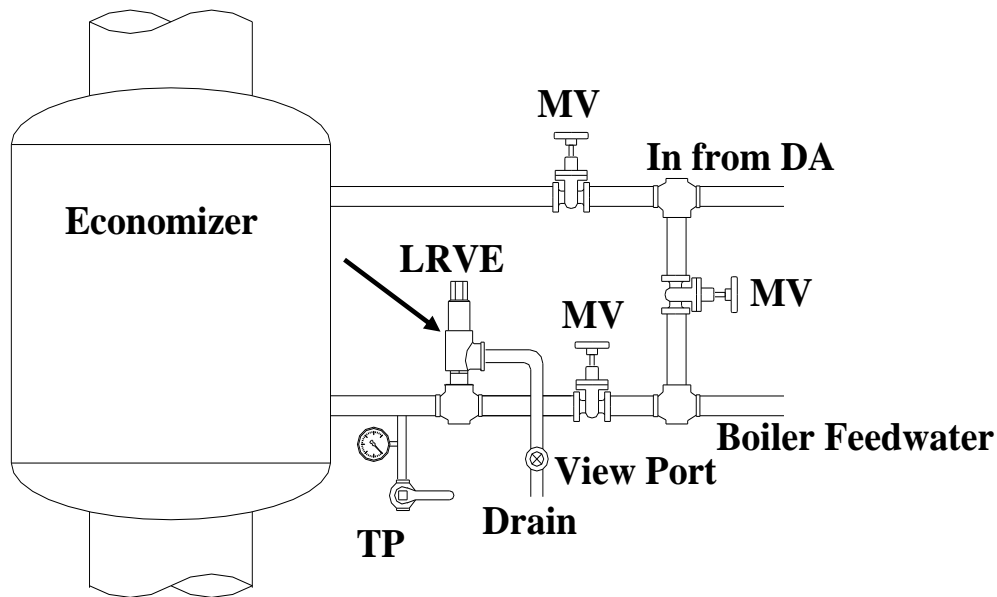 MV
In from DA
Economizer
LRVE
MV
MV
Boiler Feedwater
View Port
Drain
TP